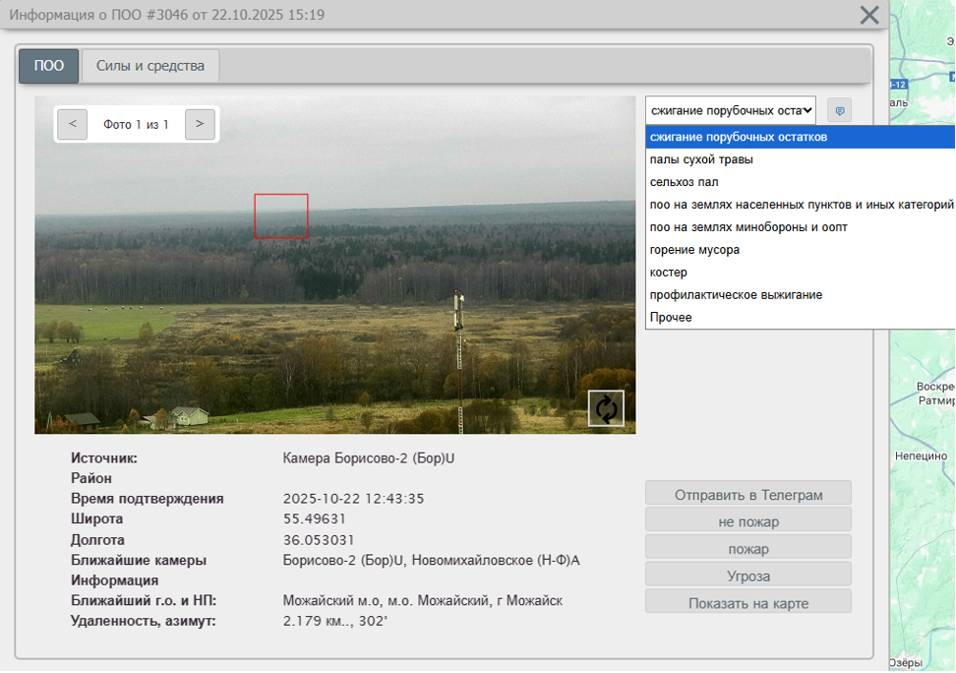 Информация о ПОО #3046 от 22.10.2025 15:19
ПОО
Силы и средства
< Фото 1 из 1 >
сжигание порубочных оста
сжигание порубочных остатков
палы сухой травы
сельхоз пал
поо на землях населенных пунктов и иных категорий
поо на землях минобороны и оопт
горение мусора
костер
профилактическое выжигание
Прочее
Источник: Камера Борисово-2 (Бор)U
Район
Время подтверждения 2025-10-22 12:43:35
Широта 55.49631
Долгота 36.053031
Ближайшие камеры Борисово-2 (Бор)U, Новомихайловское (Н-Ф)А
Информация
Ближайший г.о. и НП: Можайский м.о, м.о. Можайский, г Можайск
Удаленность, азимут: 2.179 км.., 302°
Отправить в Телеграм
не пожар
пожар
Угроза
Показать на карте
Воскре
Ратмир
Непецино
Озёры